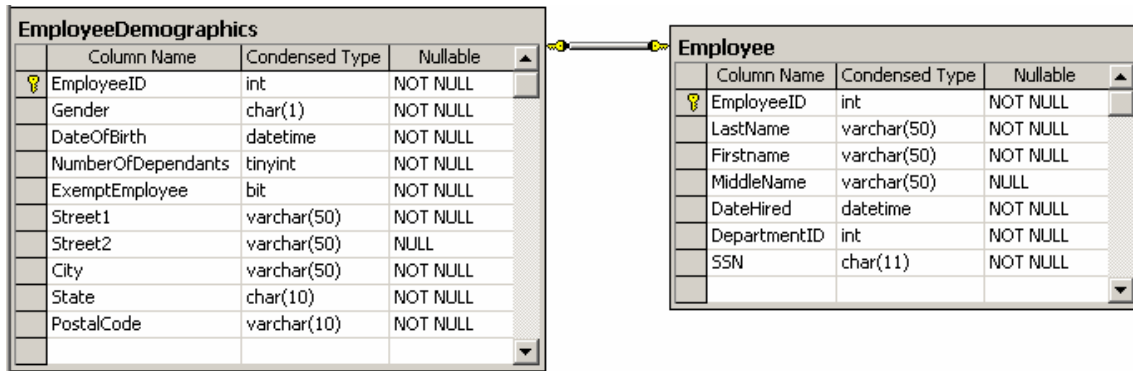 EmployeeDemographics
Column Name Condensed Type Nullable
EmployeeID int NOT NULL
Gender char(1) NOT NULL
DateOfBirth datetime NOT NULL
NumberOfDependants tinyint NOT NULL
ExemptEmployee bit NOT NULL
Street1 varchar(50) NOT NULL
Street2 varchar(50) NULL
City varchar(50) NOT NULL
State char(10) NOT NULL
PostalCode varchar(10) NOT NULL
Employee
Column Name Condensed Type Nullable
EmployeeID int NOT NULL
LastName varchar(50) NOT NULL
Firstname varchar(50) NOT NULL
MiddleName varchar(50) NULL
DateHired datetime NOT NULL
DepartmentID int NOT NULL
SSN char(11) NOT NULL